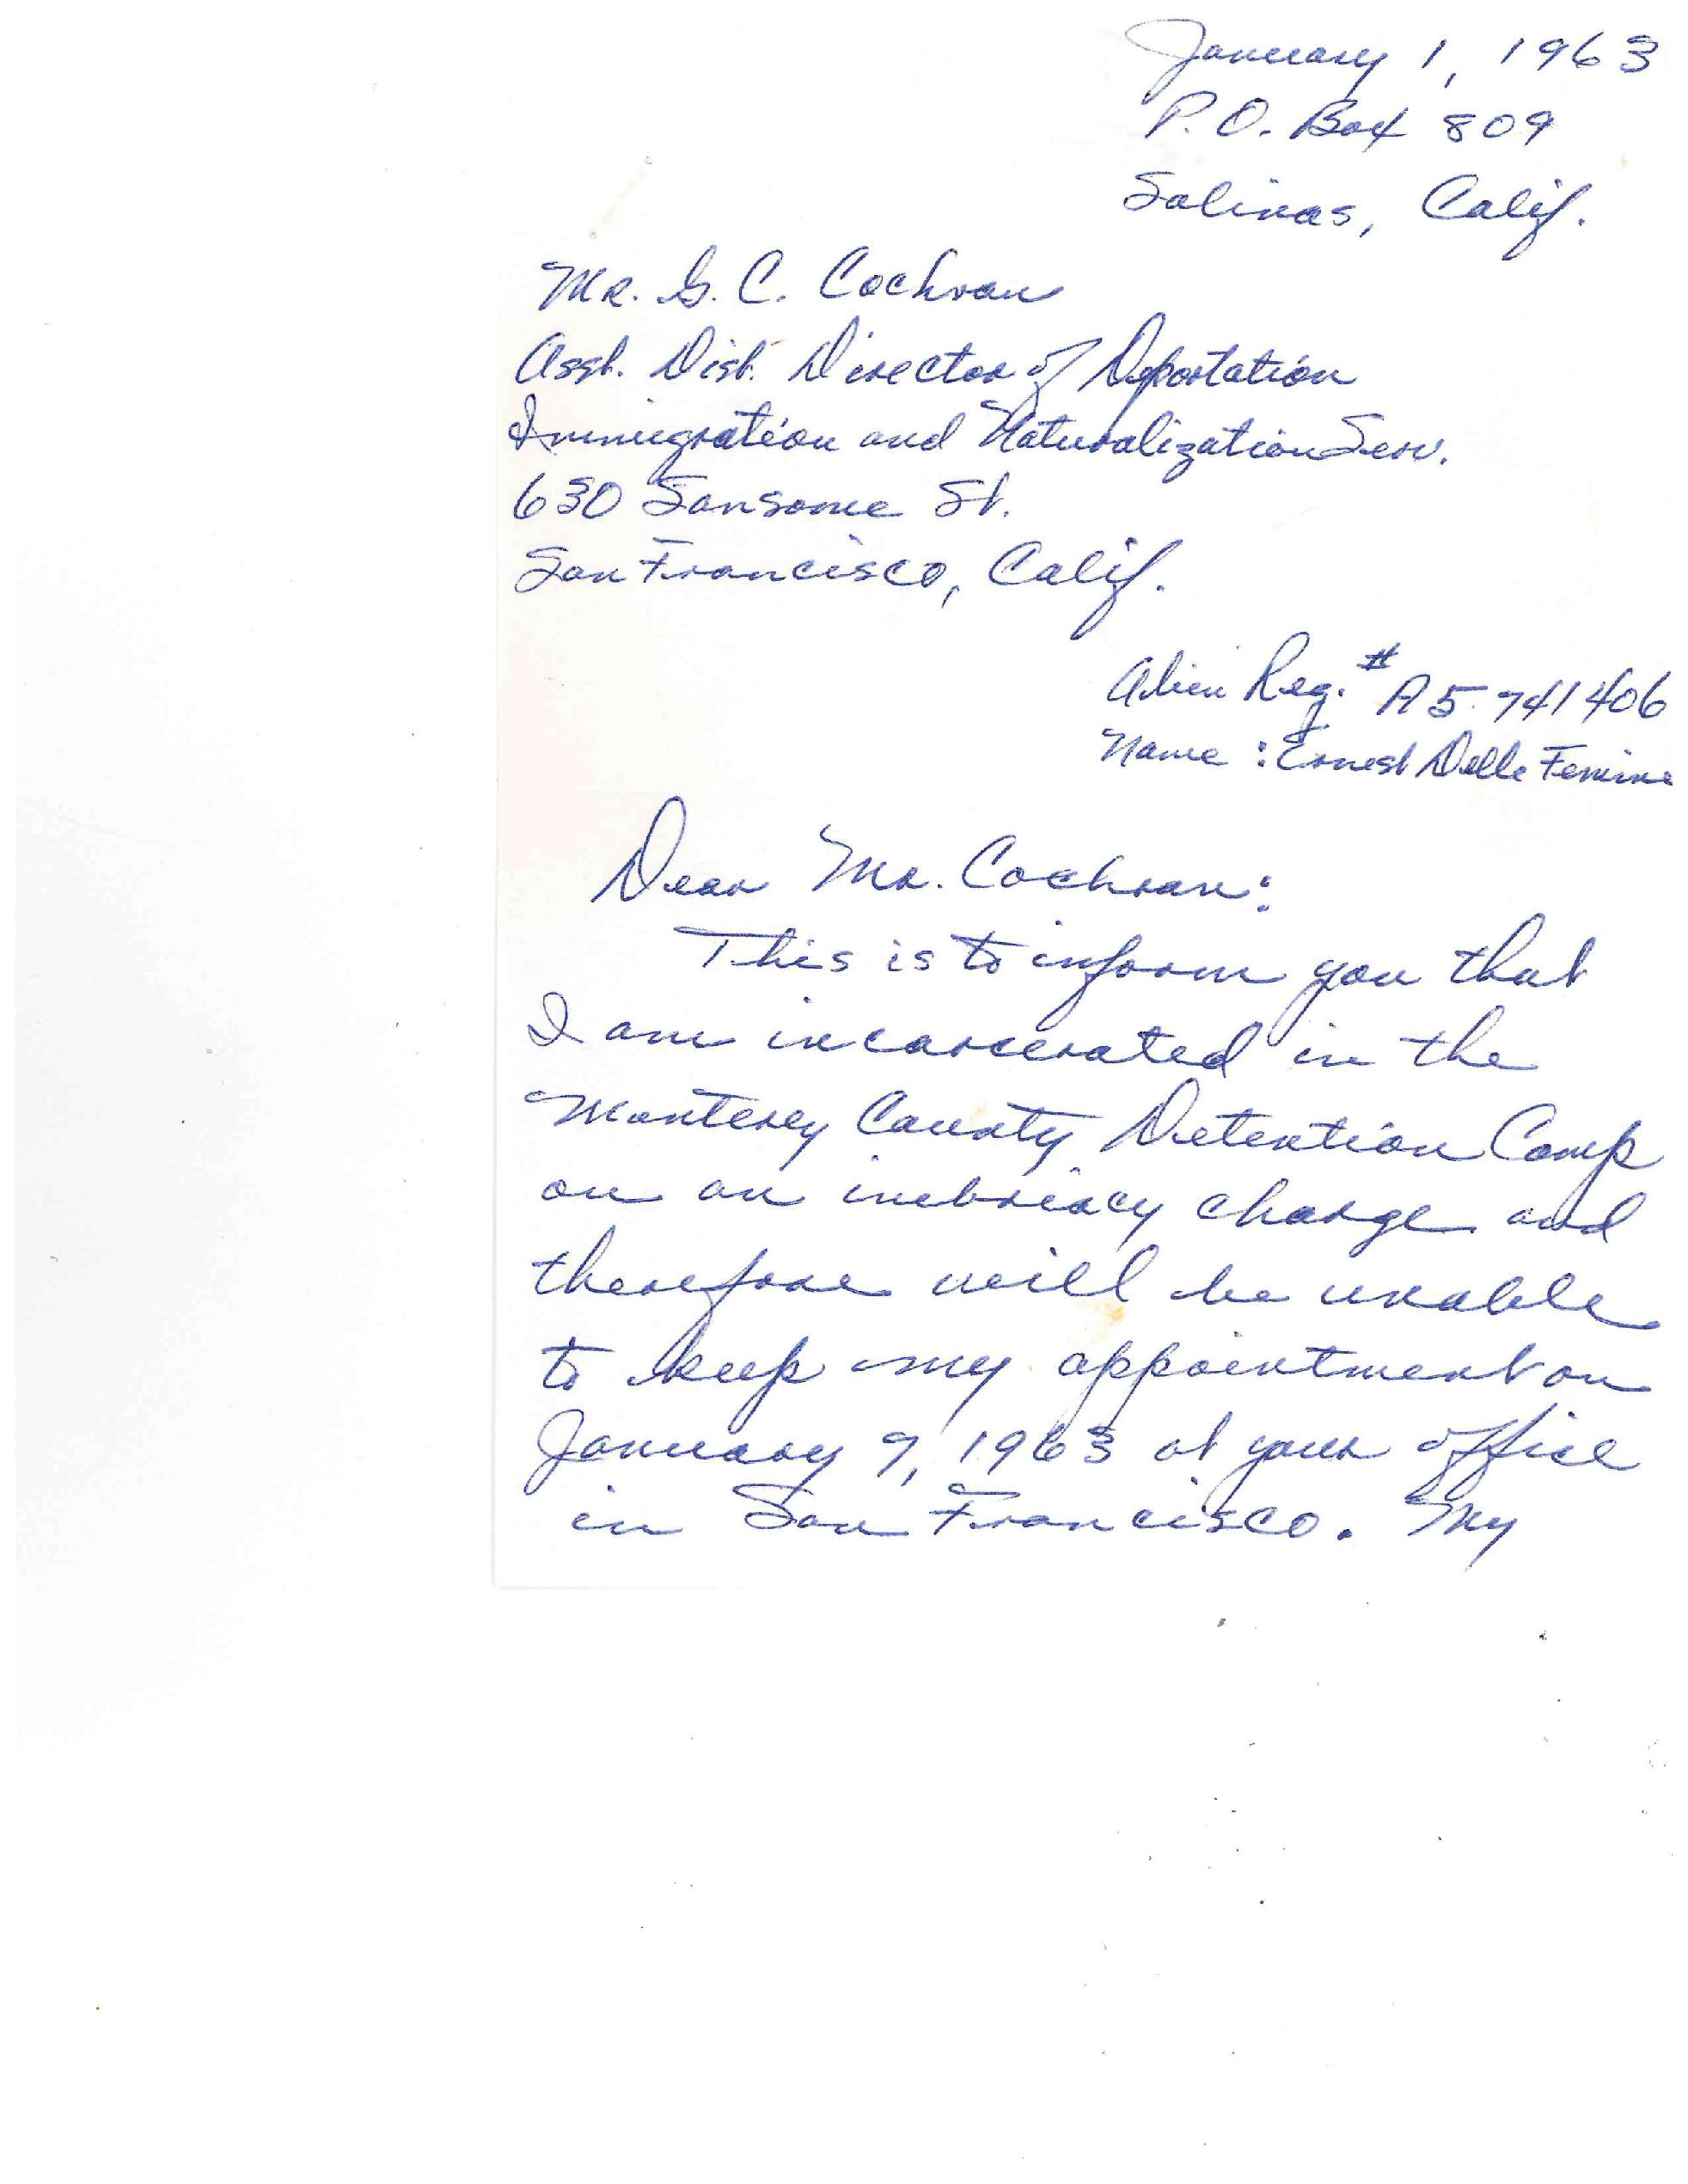 January 1, 1963
P.O. Box 809
Salinas, Calif.
Mr. G. C. Cochran
Asst. Dist. Director of Deportation
Immigration and Naturalization Serv.
630 Sansome St.
San Francisco, Calif.
Alien Reg. # A5 741 406
Name : Ernest Delle Femine
Dear Mr. Cochran:
This is to inform you that
I am incarcerated in the
Monterey County Detention Camp
on an inebriacy charge and
therefore will be unable
to keep my appointment on
January 9, 1963 at your office
in San Francisco. My